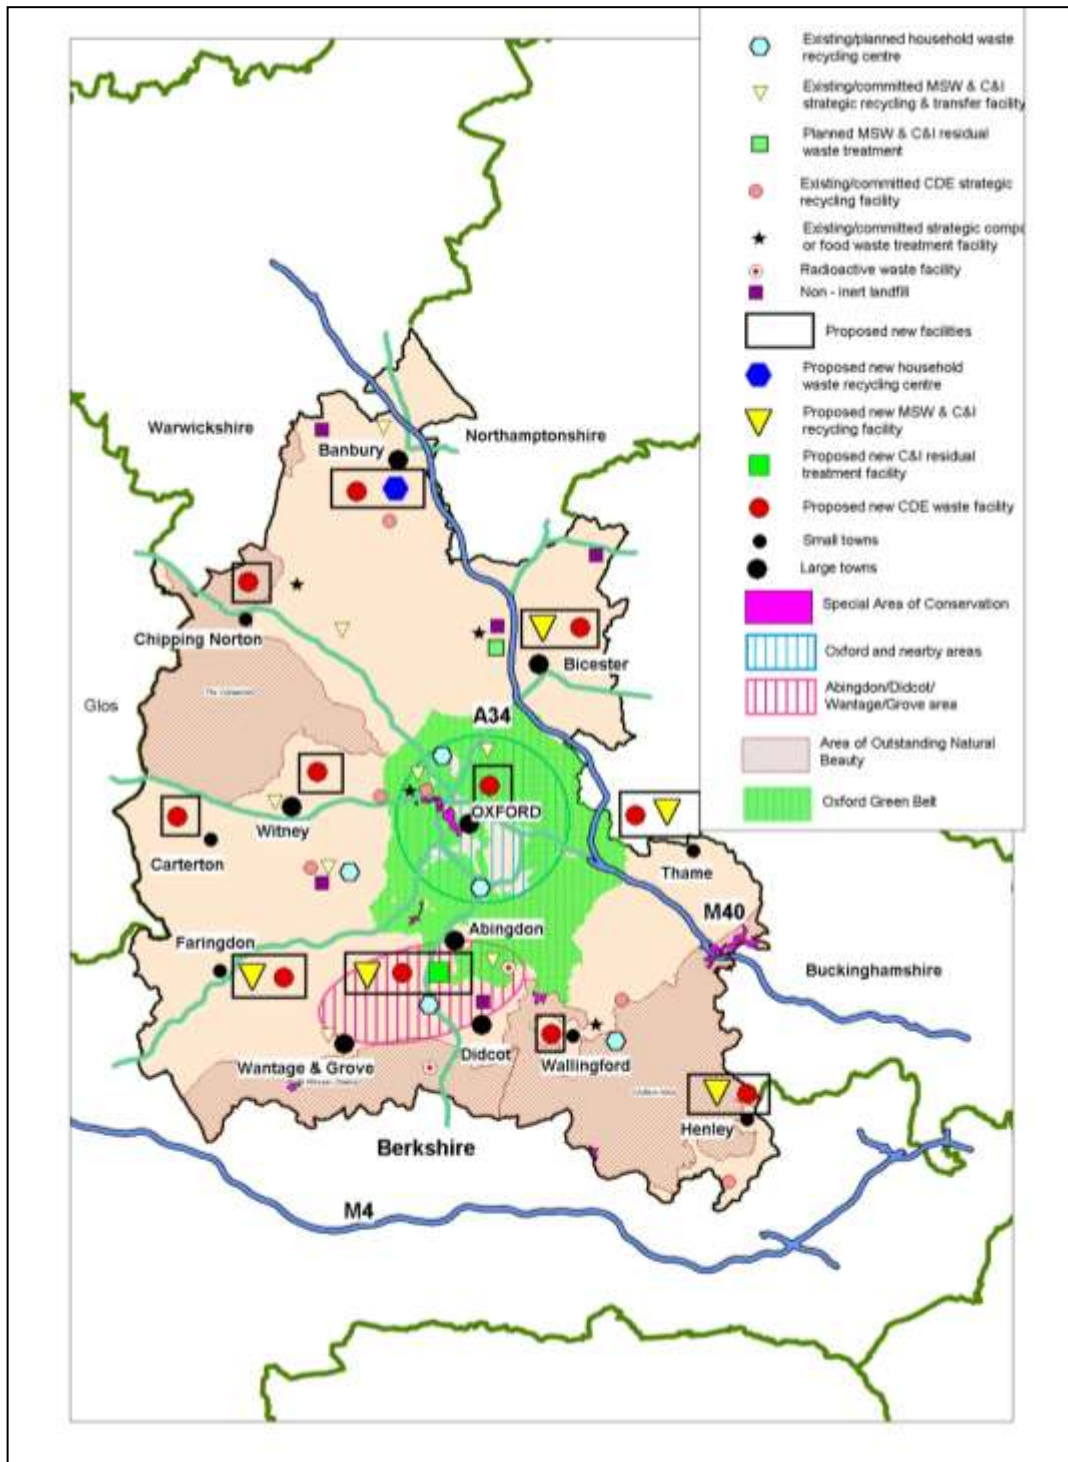 Existing/planned household waste
recycling centre
Existing/committed MSW & C&I
strategic recycling & transfer facility
Planned MSW & C&I residual
waste treatment
Existing/committed CDE strategic
recycling facility
Existing/committed strategic compo
or food waste treatment facility
Radioactive waste facility
Non - inert landfill
Proposed new facilities
Proposed new household
waste recycling centre
Proposed new MSW & C&I
recycling facility
Proposed new C&I residual
treatment facility
Proposed new CDE waste facility
Small towns
Large towns
Special Area of Conservation
Oxford and nearby areas
Abingdon/Didcot/
Wantage/Grove area
Area of Outstanding Natural
Beauty
Oxford Green Belt
Warwickshire
Northamptonshire
Banbury
Chipping Norton
Bicester
Glos
A34
OXFORD
Witney
Carterton
Thame
M40
Abingdon
Faringdon
Buckinghamshire
Didcot
Wantage & Grove
Wallingford
Henley
Berkshire
M4